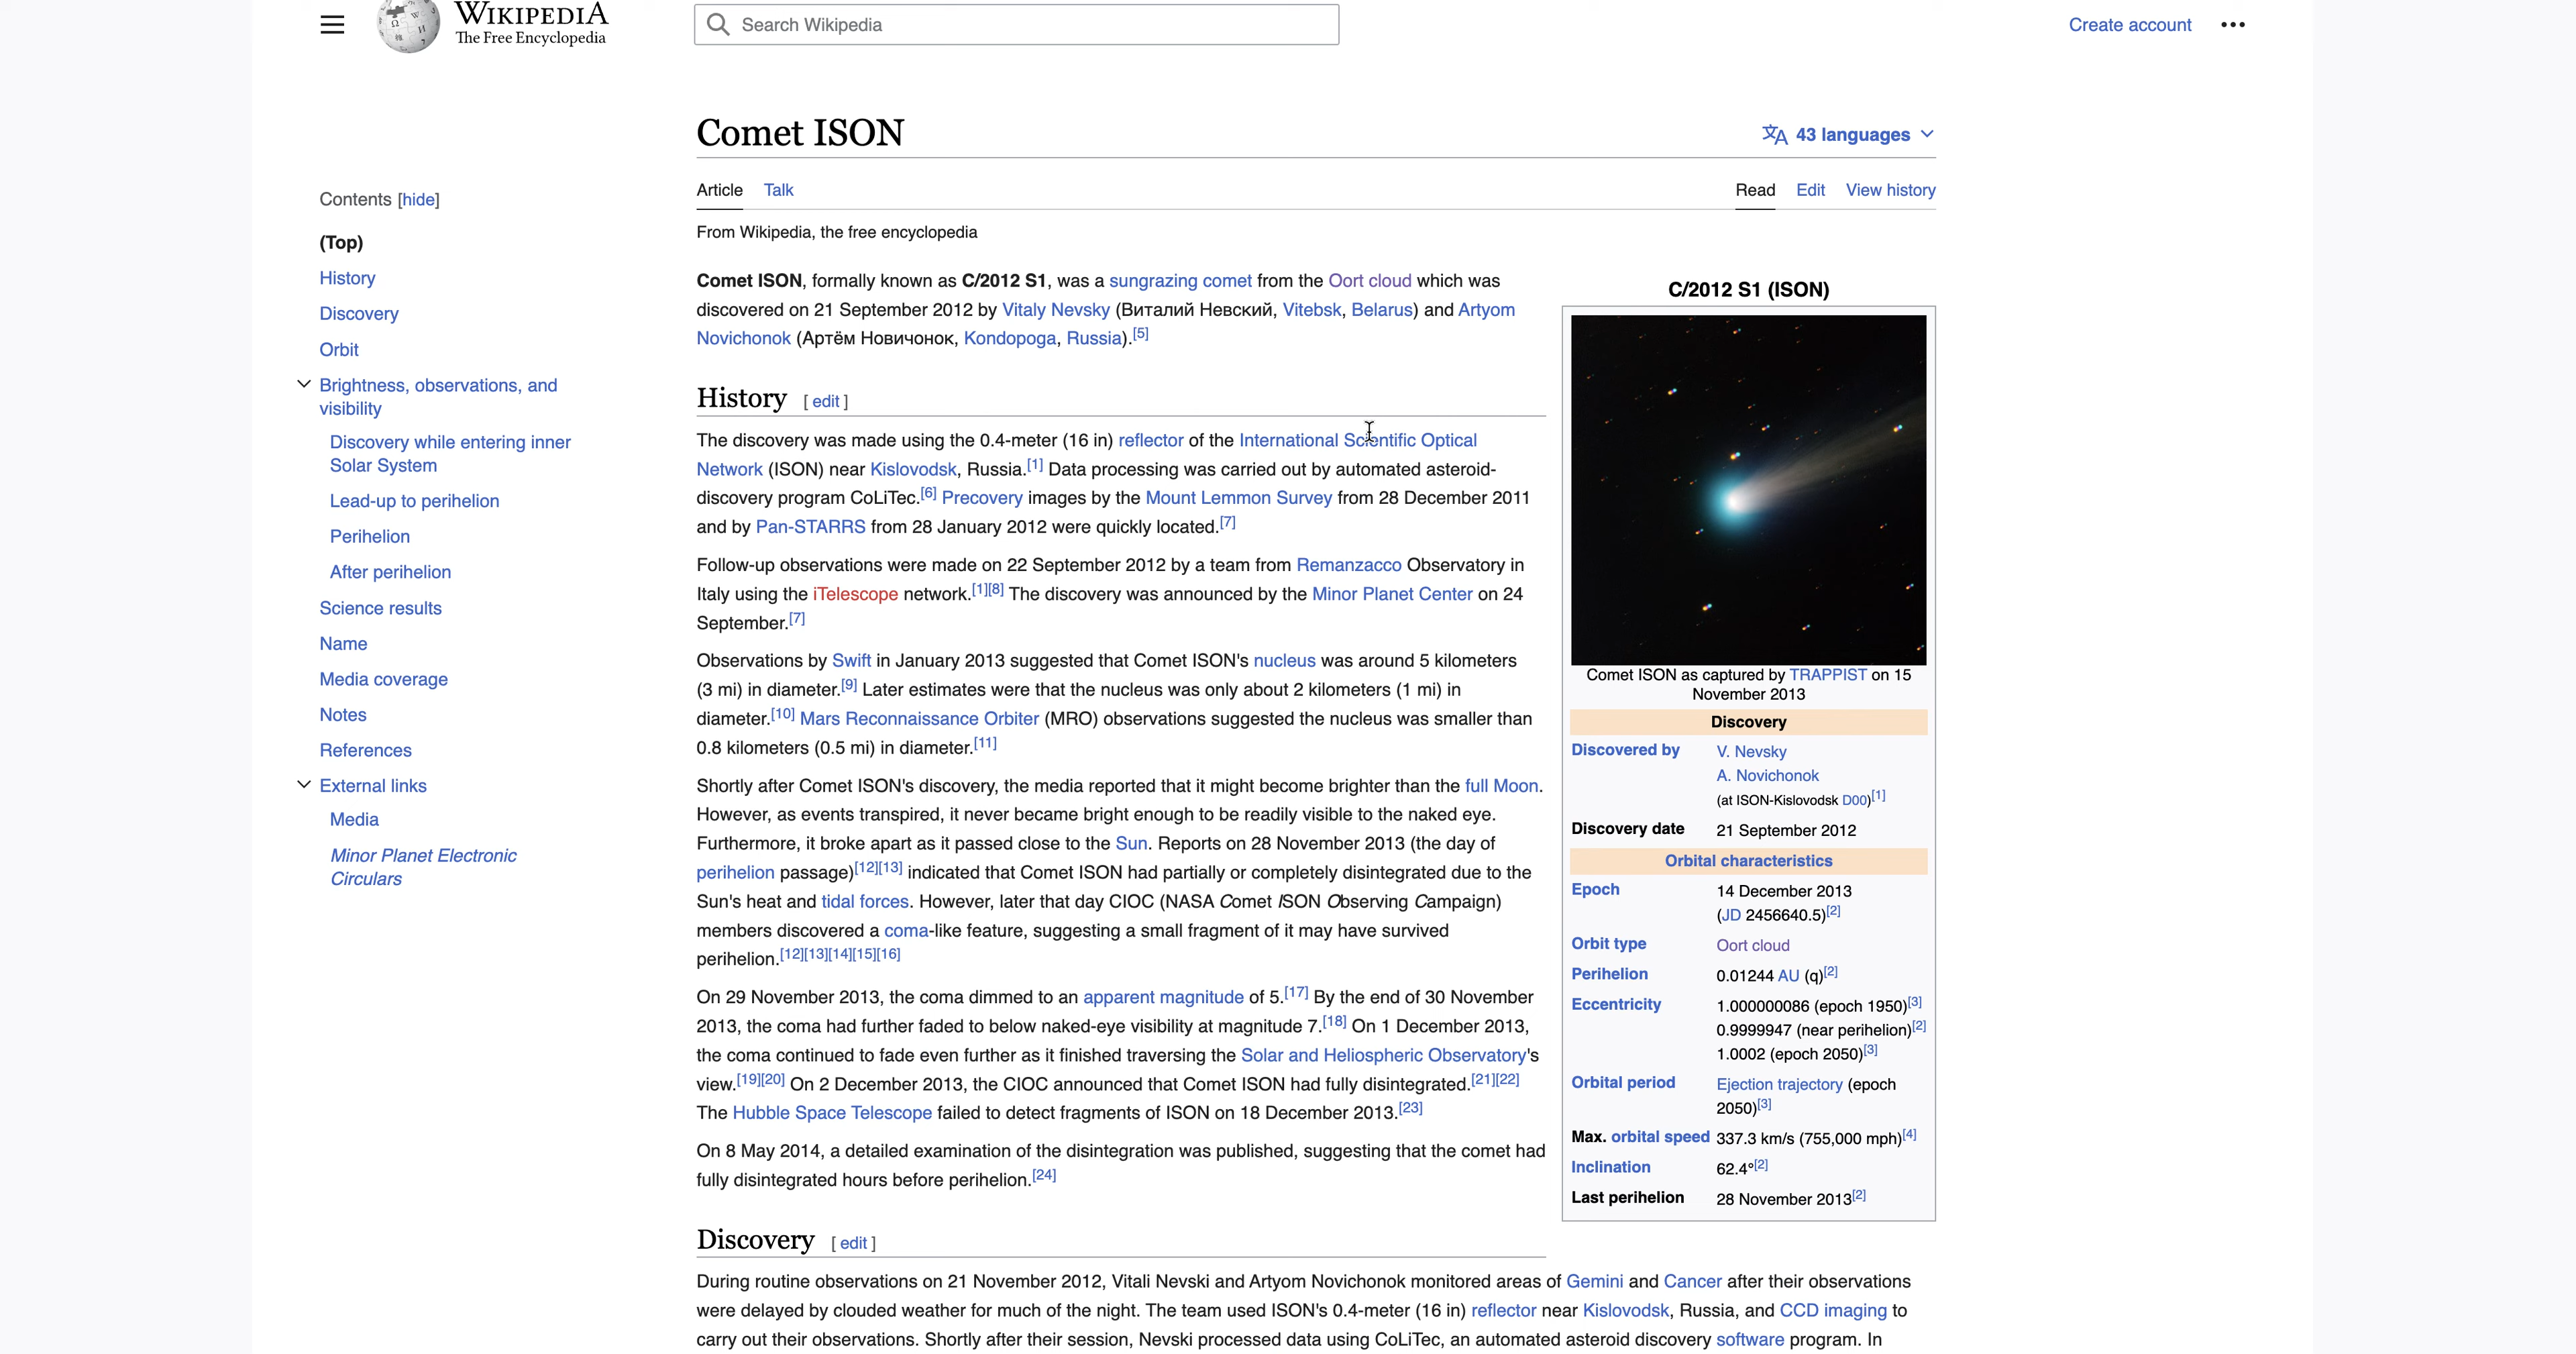 WIKIPEDIA
The Free Encyclopedia
Search Wikipedia
Create account
Comet ISON
43 languages
Article Talk
Read Edit View history
From Wikipedia, the free encyclopedia
Contents [hide]
(Top)
History
Discovery
Orbit
Brightness, observations, and
visibility
Discovery while entering inner
Solar System
Lead-up to perihelion
Perihelion
After perihelion
Science results
Name
Media coverage
Notes
References
External links
Media
Minor Planet Electronic
Circulars
Comet ISON, formally known as C/2012 S1, was a sungrazing comet from the Oort cloud which was
discovered on 21 September 2012 by Vitaly Nevsky (Виталий Невский, Vitebsk, Belarus) and Artyom
Novichonok (Артём Новичонок, Kondopoga, Russia).[5]
History [ edit ]
The discovery was made using the 0.4-meter (16 in) reflector of the International Scientific Optical
Network (ISON) near Kislovodsk, Russia.[1] Data processing was carried out by automated asteroid-
discovery program CoLiTec.[6] Precovery images by the Mount Lemmon Survey from 28 December 2011
and by Pan-STARRS from 28 January 2012 were quickly located.[7]
Follow-up observations were made on 22 September 2012 by a team from Remanzacco Observatory in
Italy using the iTelescope network.[1][8] The discovery was announced by the Minor Planet Center on 24
September.[7]
Observations by Swift in January 2013 suggested that Comet ISON's nucleus was around 5 kilometers
(3 mi) in diameter.[9] Later estimates were that the nucleus was only about 2 kilometers (1 mi) in
diameter.[10] Mars Reconnaissance Orbiter (MRO) observations suggested the nucleus was smaller than
0.8 kilometers (0.5 mi) in diameter.[11]
Shortly after Comet ISON's discovery, the media reported that it might become brighter than the full Moon.
However, as events transpired, it never became bright enough to be readily visible to the naked eye.
Furthermore, it broke apart as it passed close to the Sun. Reports on 28 November 2013 (the day of
perihelion passage)[12][13] indicated that Comet ISON had partially or completely disintegrated due to the
Sun's heat and tidal forces. However, later that day CIOC (NASA Comet ISON Observing Campaign)
members discovered a coma-like feature, suggesting a small fragment of it may have survived
perihelion.[12][13][14][15][16]
On 29 November 2013, the coma dimmed to an apparent magnitude of 5.[17] By the end of 30 November
2013, the coma had further faded to below naked-eye visibility at magnitude 7.[18] On 1 December 2013,
the coma continued to fade even further as it finished traversing the Solar and Heliospheric Observatory's
view.[19][20] On 2 December 2013, the CIOC announced that Comet ISON had fully disintegrated.[21][22]
The Hubble Space Telescope failed to detect fragments of ISON on 18 December 2013.[23]
On 8 May 2014, a detailed examination of the disintegration was published, suggesting that the comet had
fully disintegrated hours before perihelion.[24]
C/2012 S1 (ISON)
Comet ISON as captured by TRAPPIST on 15
November 2013
Discovery
Discovered by V. Nevsky
A. Novichonok
(at ISON-Kislovodsk D00)[1]
Discovery date 21 September 2012
Orbital characteristics
Epoch 14 December 2013
(JD 2456640.5)[2]
Orbit type Oort cloud
Perihelion 0.01244 AU (q)[2]
Eccentricity 1.000000086 (epoch 1950)[3]
0.9999947 (near perihelion)[2]
1.0002 (epoch 2050)[3]
Orbital period Ejection trajectory (epoch
2050)[3]
Max. orbital speed 337.3 km/s (755,000 mph)[4]
Inclination 62.4°[2]
Last perihelion 28 November 2013[2]
Discovery [ edit ]
During routine observations on 21 November 2012, Vitali Nevski and Artyom Novichonok monitored areas of Gemini and Cancer after their observations
were delayed by clouded weather for much of the night. The team used ISON's 0.4-meter (16 in) reflector near Kislovodsk, Russia, and CCD imaging to
carry out their observations. Shortly after their session, Nevski processed data using CoLiTec, an automated asteroid discovery software program. In